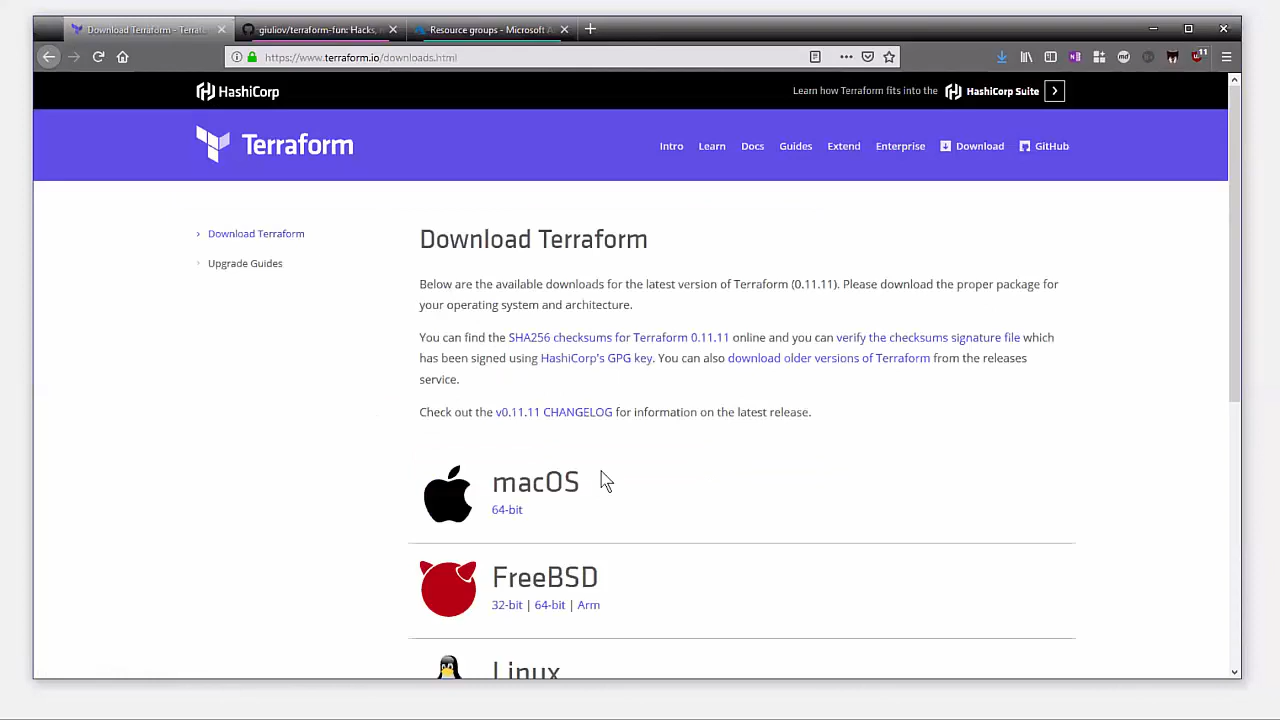 Download Terraform - Terraf
giuliov/terraform-fun: Hacks, r
Resource groups - Microsoft A
https://www.terraform.io/downloads.html
11
HashiCorp
Learn how Terraform fits into the HashiCorp Suite
Terraform
Intro Learn Docs Guides Extend Enterprise Download GitHub
Download Terraform
Upgrade Guides
Download Terraform
Below are the available downloads for the latest version of Terraform (0.11.11). Please download the proper package for
your operating system and architecture.
You can find the SHA256 checksums for Terraform 0.11.11 online and you can verify the checksums signature file which
has been signed using HashiCorp's GPG key. You can also download older versions of Terraform from the releases
service.
Check out the v0.11.11 CHANGELOG for information on the latest release.
macOS
64-bit
FreeBSD
32-bit | 64-bit | Arm
Linux